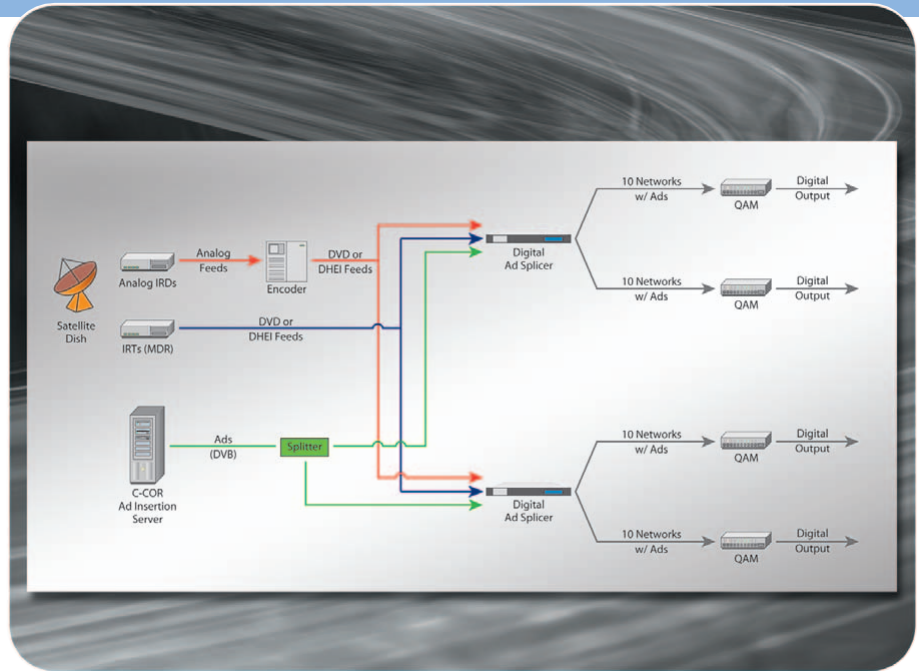 10 Networks
w/ Ads
QAM
Digital
Output
Analog
Feeds
DVD or
DHEI Feeds
Analog IRDs
Encoder
Digital
Ad Splicer
10 Networks
w/ Ads
QAM
Digital
Output
Satellite
Dish
IRTs (MDR)
DVD or
DHEI Feeds
C-COR
Ad Insertion
Server
Ads
(DVB)
Splitter
10 Networks
w/ Ads
QAM
Digital
Output
Digital
Ad Splicer
10 Networks
w/ Ads
QAM
Digital
Output